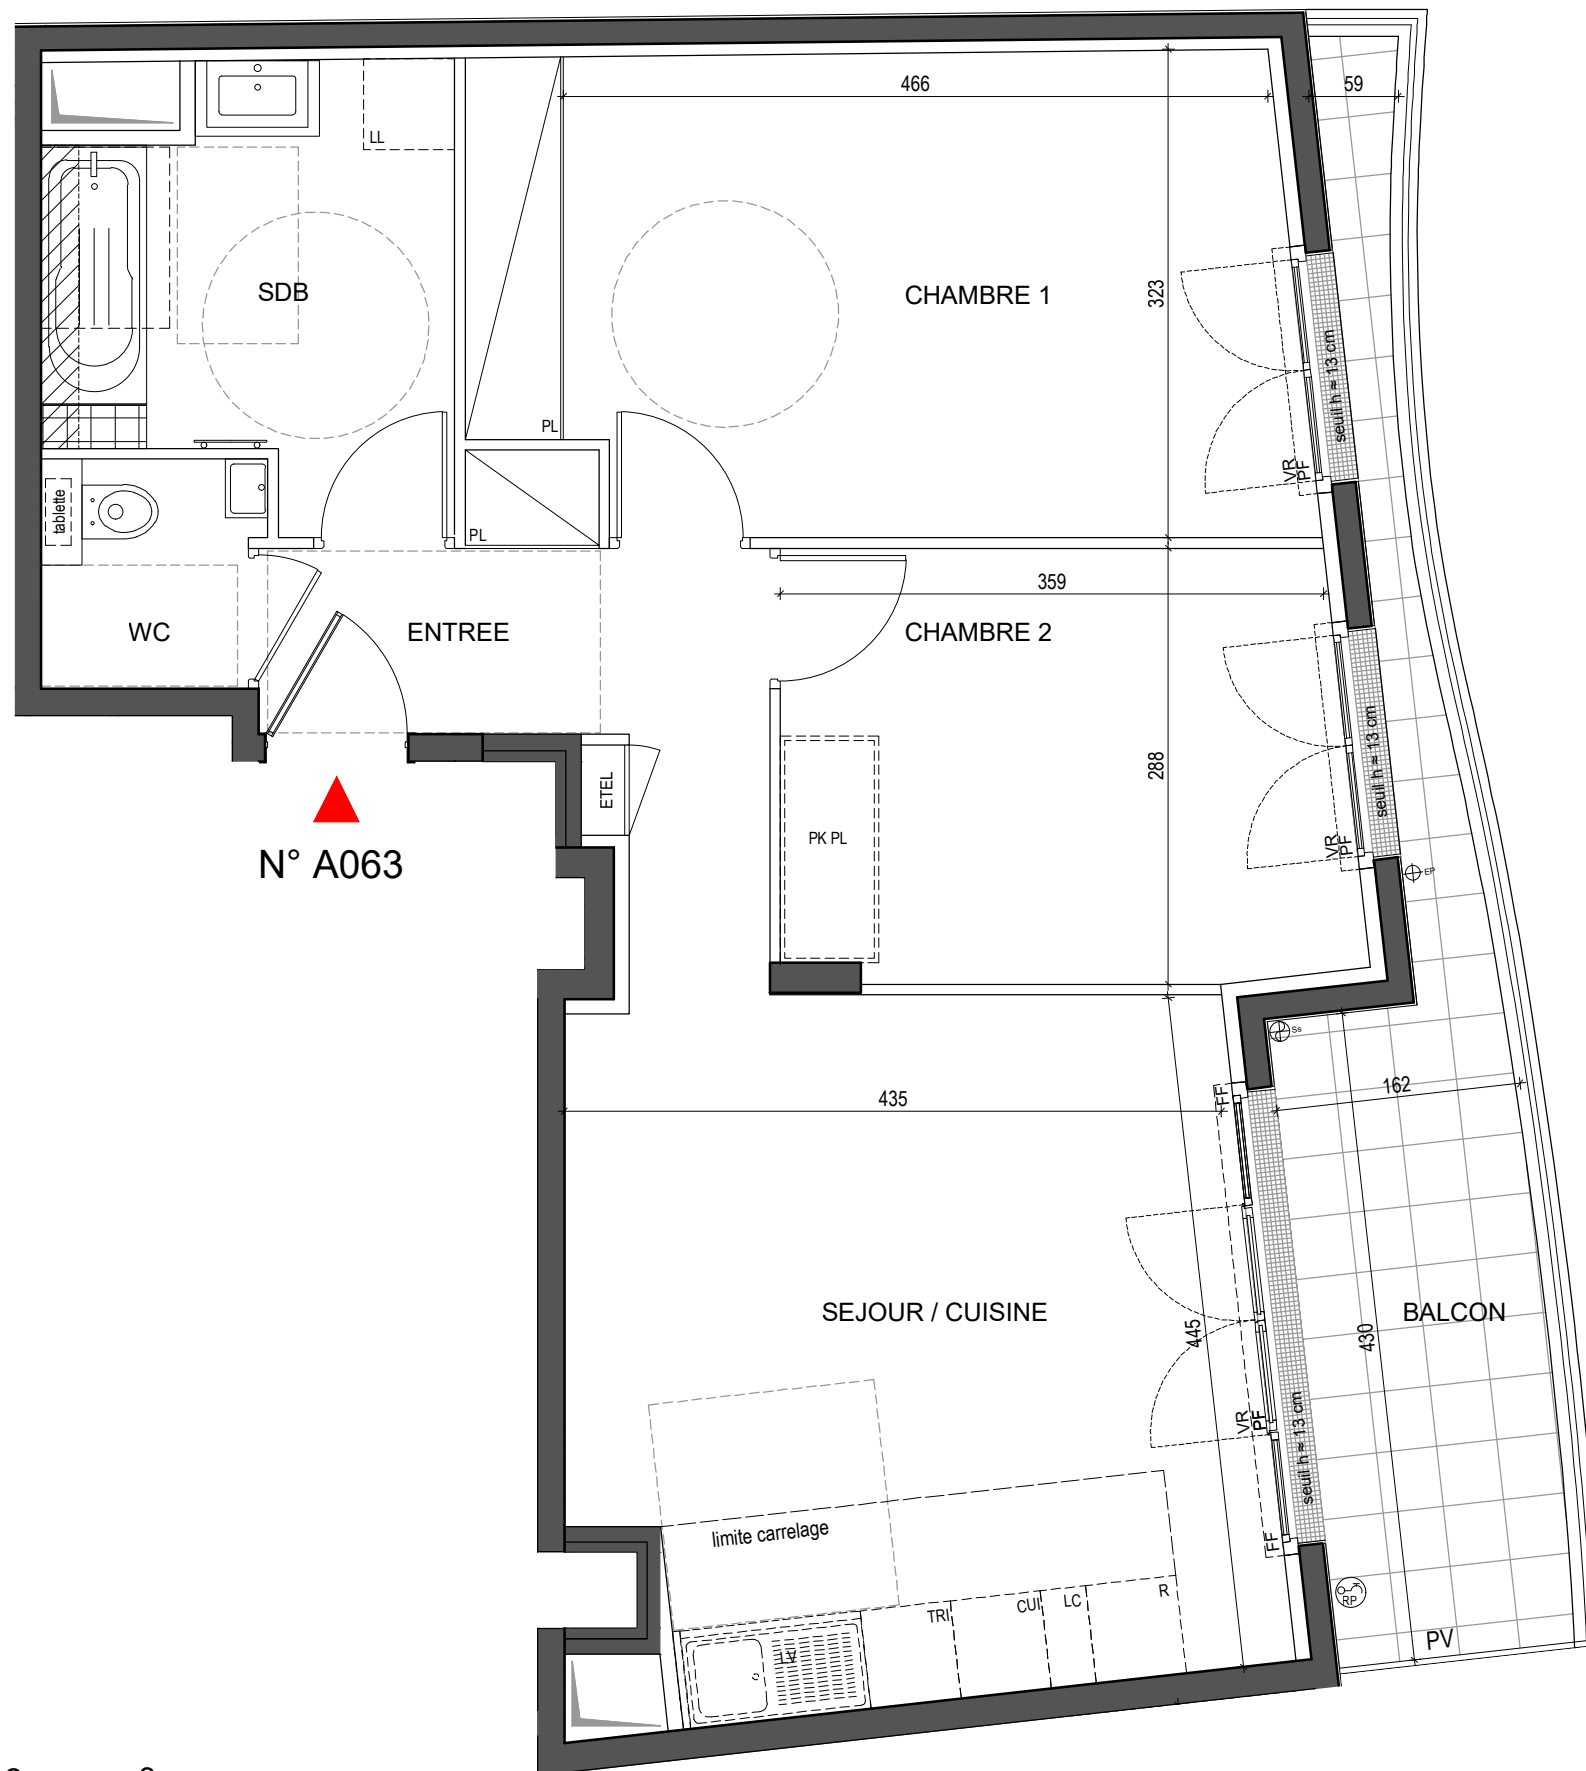 466
59
LL
SDB
CHAMBRE 1
323
seuil h ≈ 13 cm
VR
PF
PL
PL
tablette
WC
ENTREE
359
CHAMBRE 2
288
seuil h ≈ 13 cm
VR
PF
ETEL
PK PL
N° A063
EP
Ss
FF
162
435
SEJOUR / CUISINE
445
430
BALCON
VR
PF
seuil h ≈ 13 cm
FF
limite carrelage
TRI
CUI
LC
R
LV
RP
PV